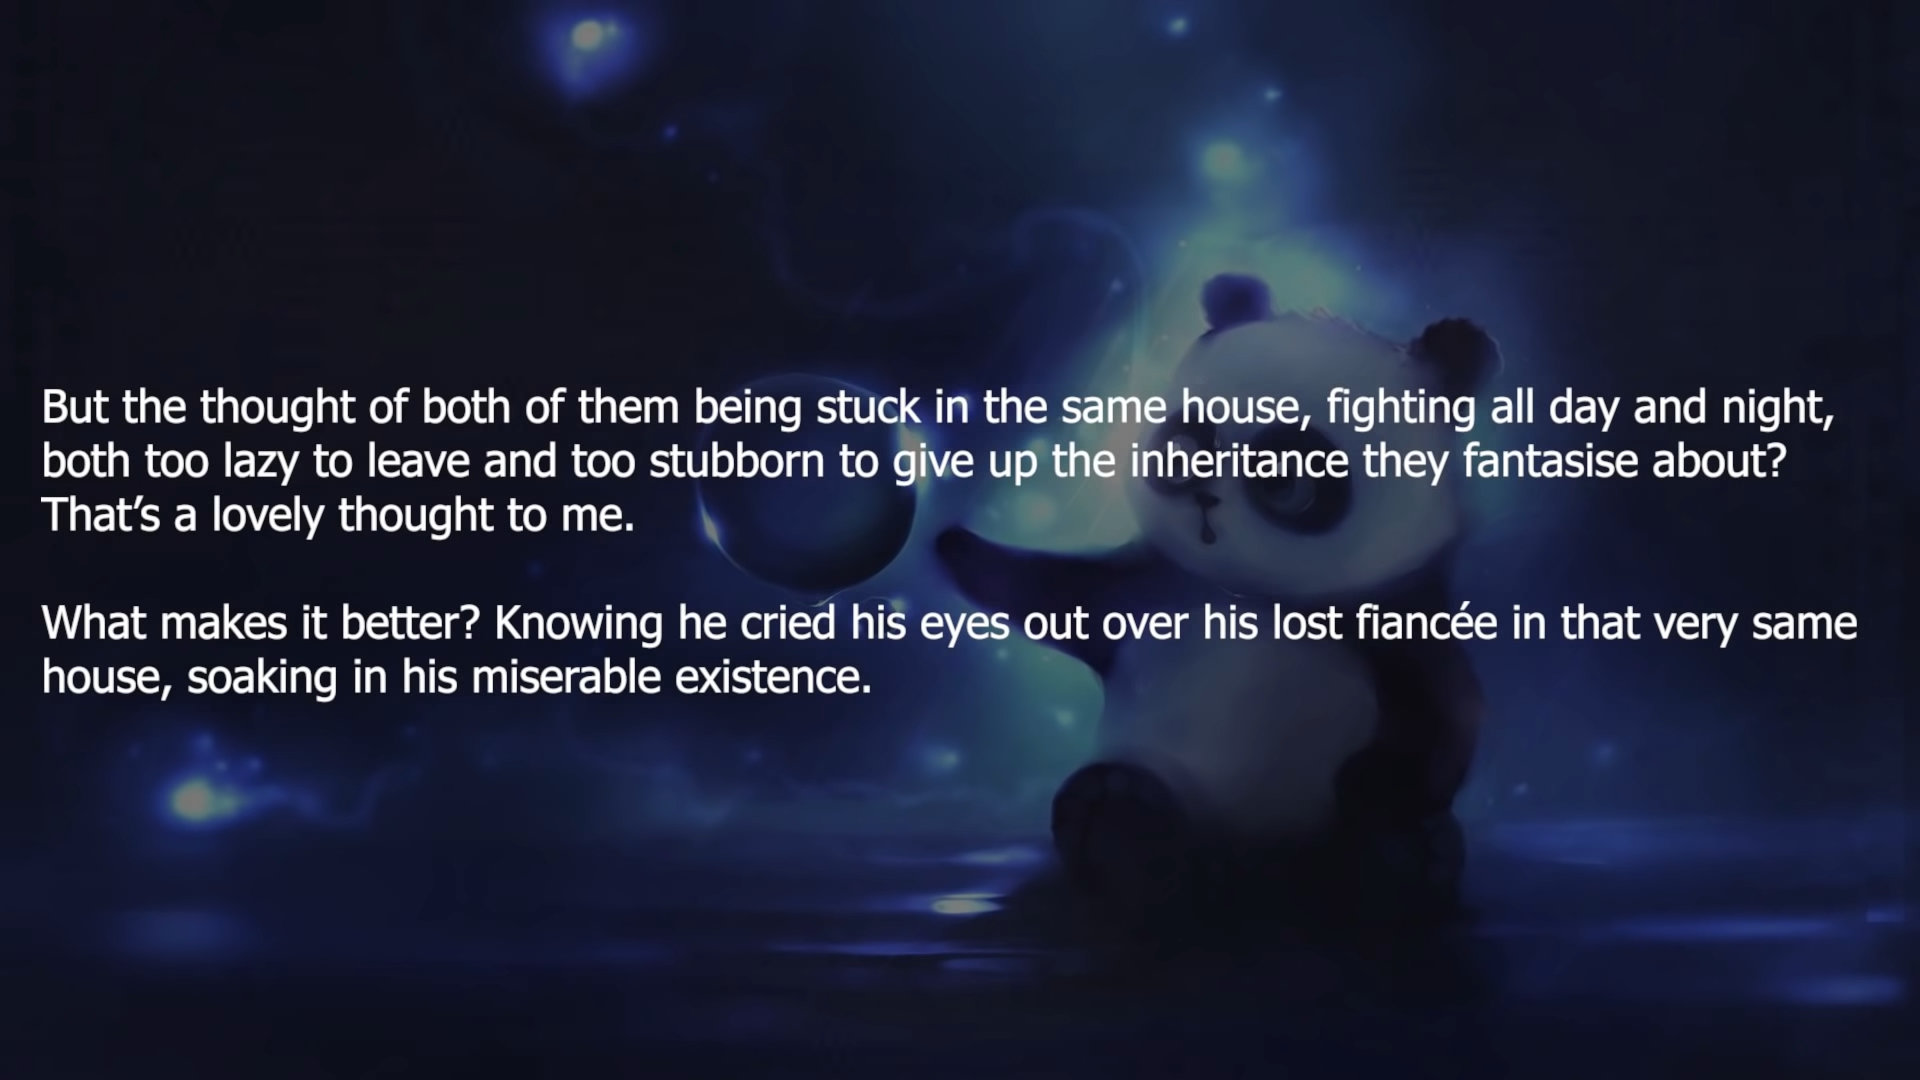 But the thought of both of them being stuck in the same house, fighting all day and night,
both too lazy to leave and too stubborn to give up the inheritance they fantasise about?
That’s a lovely thought to me.
What makes it better? Knowing he cried his eyes out over his lost fiancée in that very same
house, soaking in his miserable existence.